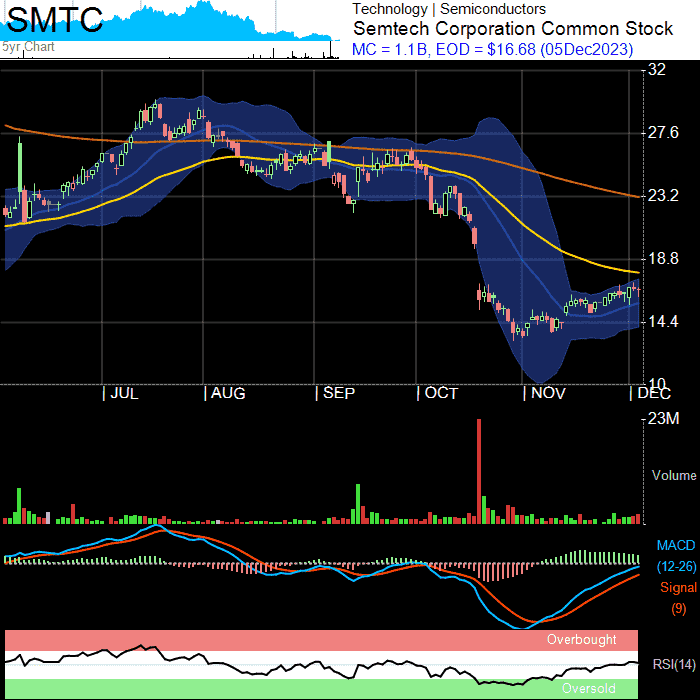 SMTC
5yr Chart
Technology | Semiconductors
Semtech Corporation Common Stock
MC = 1.1B, EOD = $16.68 (05Dec2023)
32
27.6
23.2
18.8
14.4
10
JUL
AUG
SEP
OCT
NOV
DEC
23M
Volume
MACD
(12-26)
Signal
(9)
Overbought
RSI(14)
Oversold